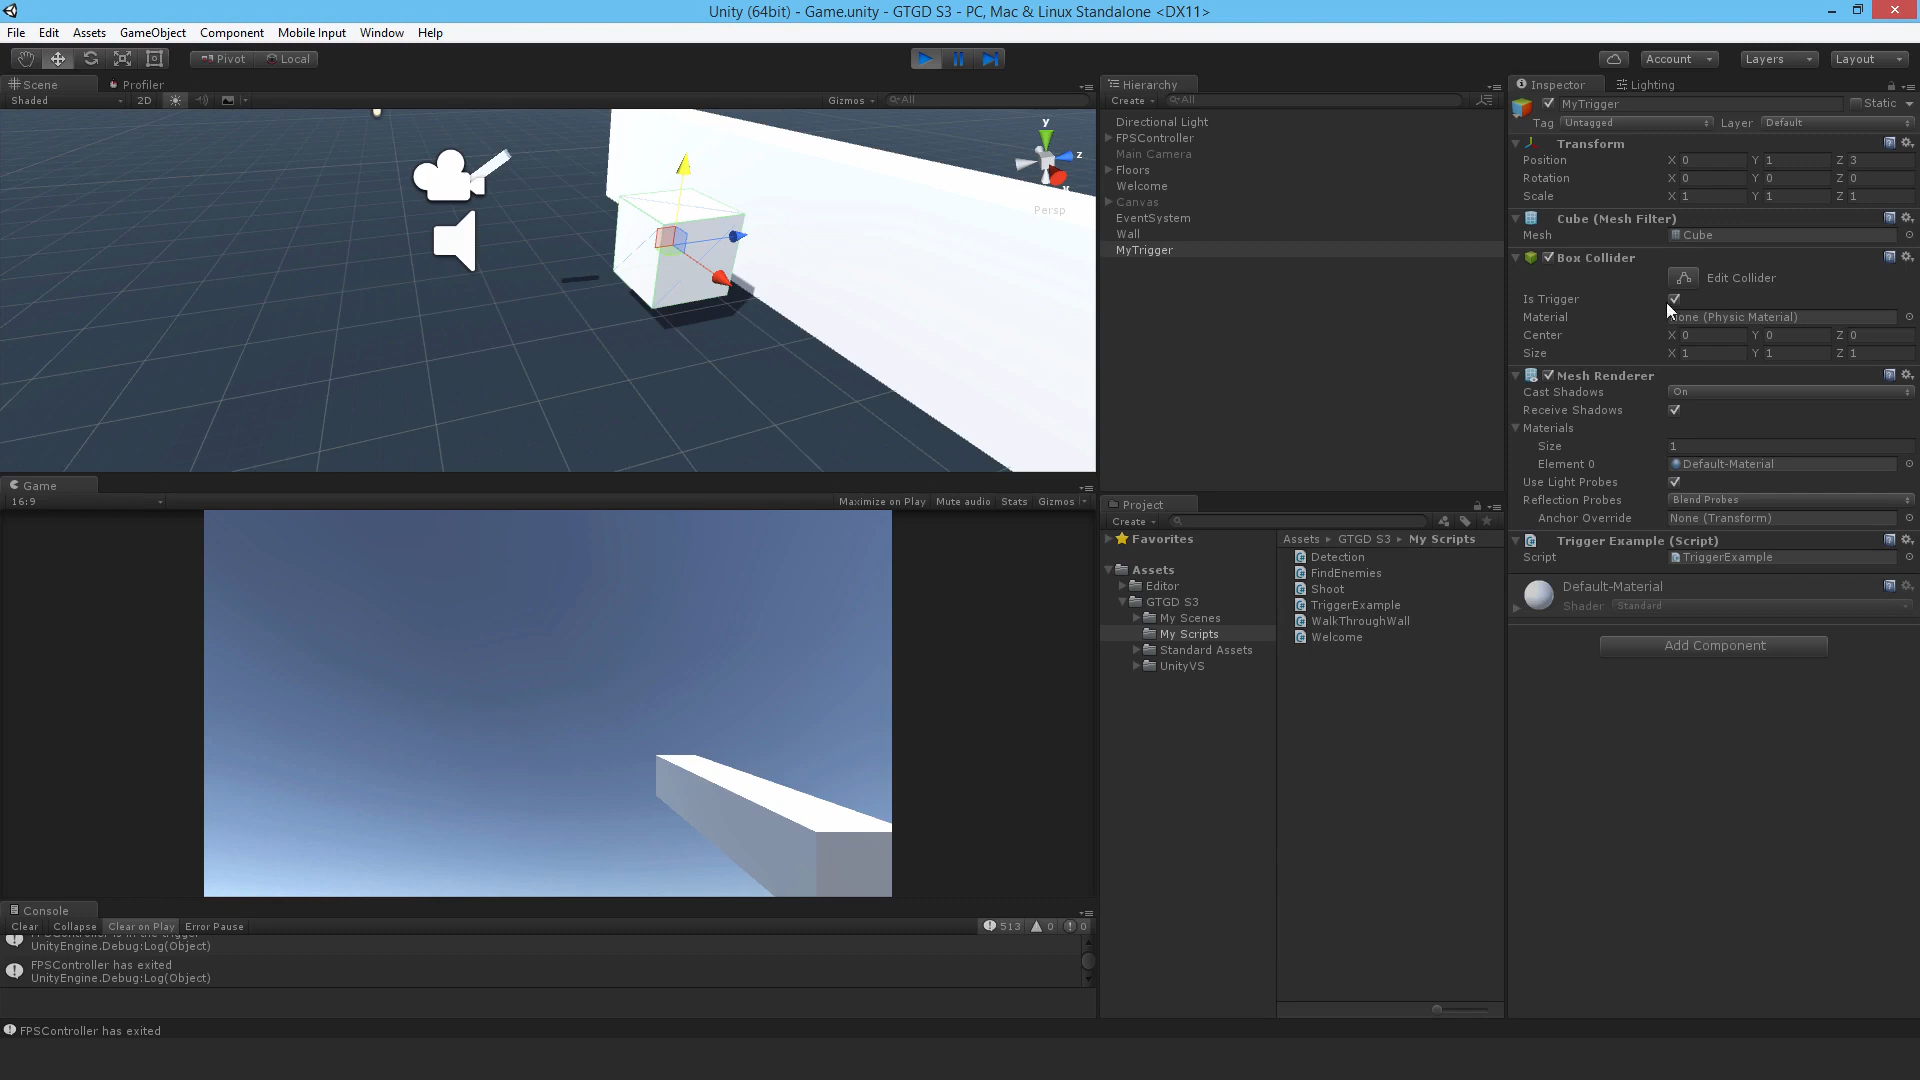 Unity (64bit) - Game.unity - GTGD S3 - PC, Mac & Linux Standalone <DX11>
File Edit Assets GameObject Component Mobile Input Window Help
Pivot Local Account Layers Layout
Scene Profiler
Shaded 2D Gizmos All
y
z
x
Persp
Game
16:9 Maximize on Play Mute audio Stats Gizmos
Console
Clear Collapse Clear on Play Error Pause 513 0 0
FPSController is in the trigger
UnityEngine.Debug:Log(Object)
FPSController has exited
UnityEngine.Debug:Log(Object)
FPSController has exited
Hierarchy
Create All
Directional Light
FPSController
Main Camera
Floors
Welcome
Canvas
EventSystem
Wall
MyTrigger
Project
Create
Favorites
Assets
Editor
GTGD S3
My Scenes
My Scripts
Standard Assets
UnityVS
Assets GTGD S3 My Scripts
Detection
FindEnemies
Shoot
TriggerExample
WalkThroughWall
Welcome
Inspector Lighting
MyTrigger Static
Tag Untagged Layer Default
Transform
Position X 0 Y 1 Z 3
Rotation X 0 Y 0 Z 0
Scale X 1 Y 1 Z 1
Cube (Mesh Filter)
Mesh Cube
Box Collider
Edit Collider
Is Trigger
Material None (Physic Material)
Center X 0 Y 0 Z 0
Size X 1 Y 1 Z 1
Mesh Renderer
Cast Shadows On
Receive Shadows
Materials
Size 1
Element 0 Default-Material
Use Light Probes
Reflection Probes Blend Probes
Anchor Override None (Transform)
Trigger Example (Script)
Script TriggerExample
Default-Material
Shader Standard
Add Component